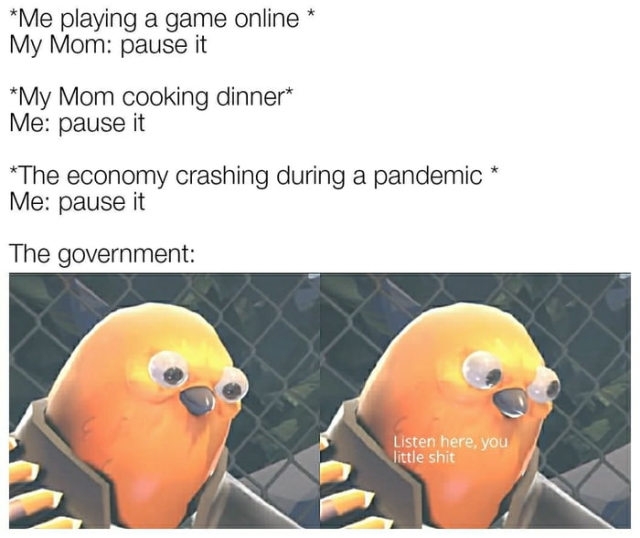 *Me playing a game online *
My Mom: pause it
*My Mom cooking dinner*
Me: pause it
*The economy crashing during a pandemic *
Me: pause it
The government:
Listen here, you
little shit